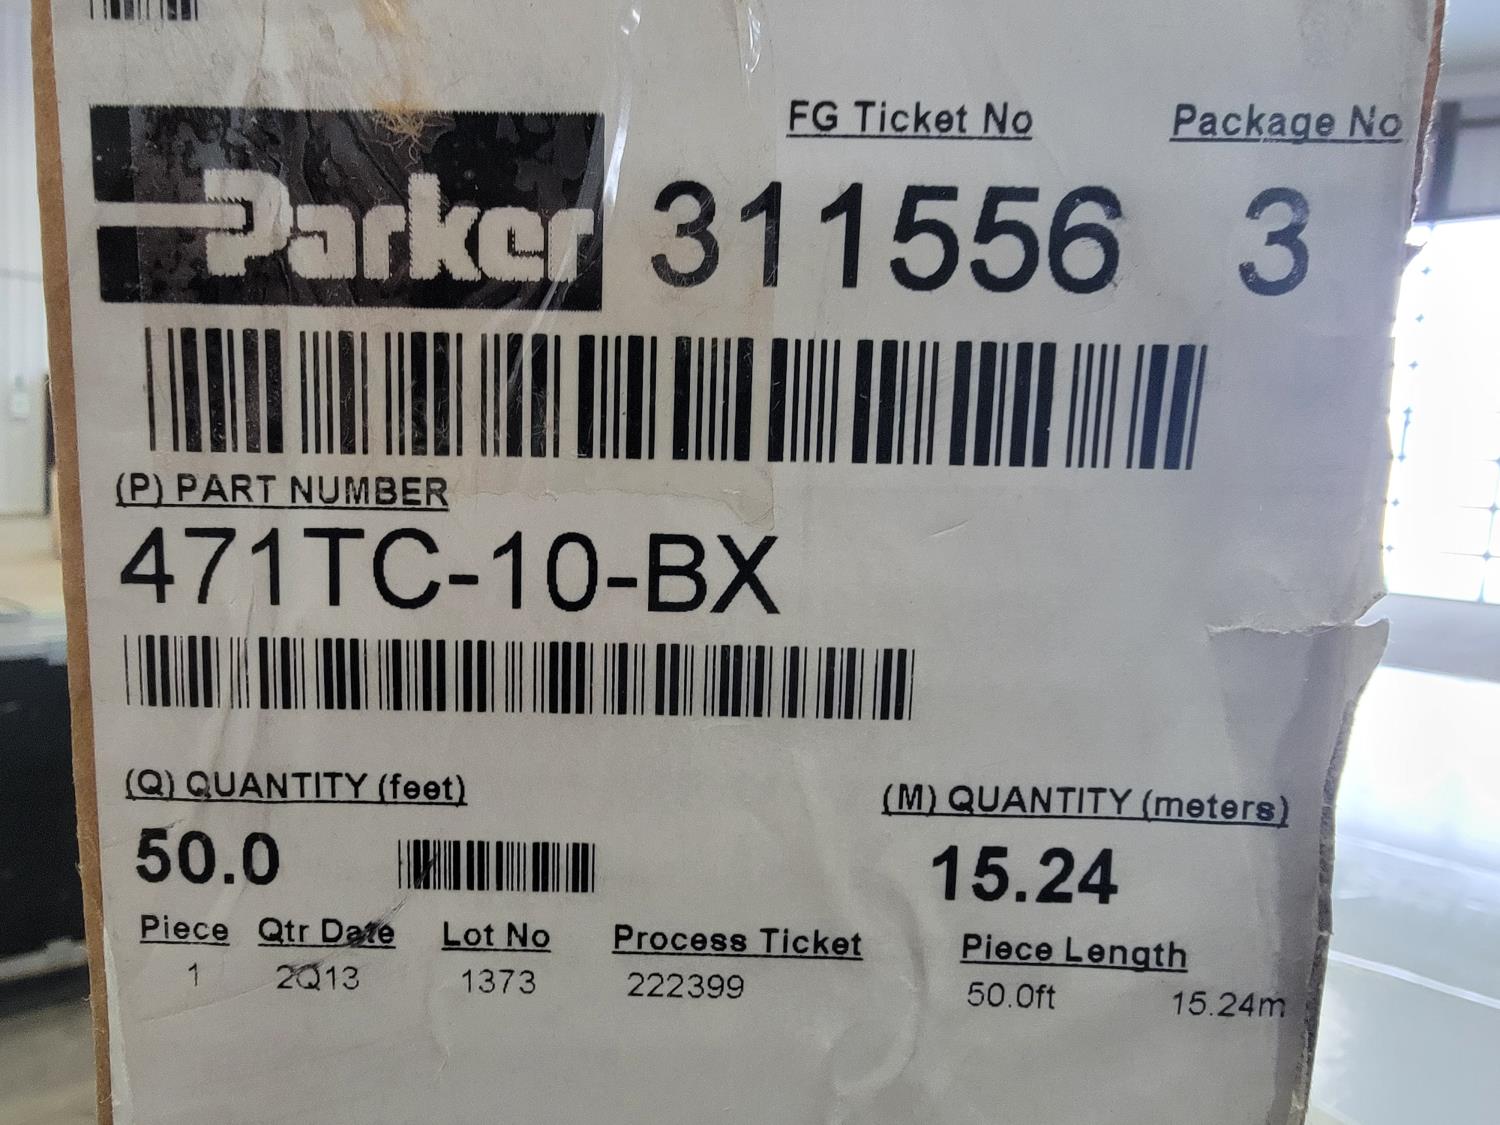 FG Ticket No Package No
Parker 311556 3
(P) PART NUMBER
471TC-10-BX
(Q) QUANTITY (feet) (M) QUANTITY (meters)
50.0 15.24
Piece Qtr Date Lot No Process Ticket Piece Length
1 2Q13 1373 222399 50.0ft 15.24m